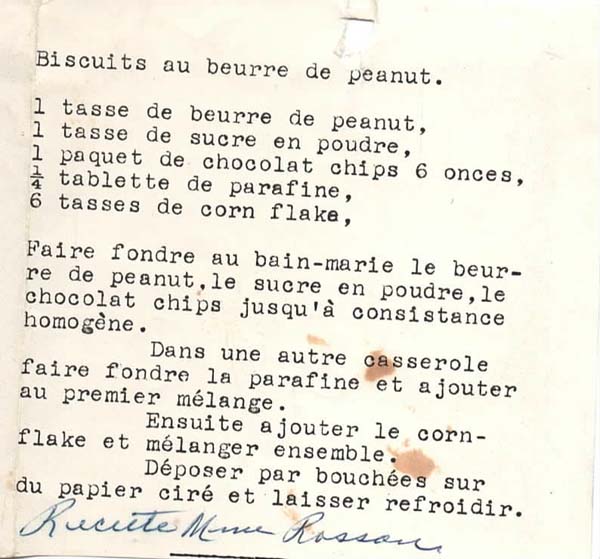 Biscuits au beurre de peanut.
1 tasse de beurre de peanut,
1 tasse de sucre en poudre,
1 paquet de chocolat chips 6 onces,
¼ tablette de parafine,
6 tasses de corn flake,
Faire fondre au bain-marie le beur-
re de peanut,le sucre en poudre,le
chocolat chips jusqu'à consistance
homogène.
Dans une autre casserole
faire fondre la parafine et ajouter
au premier mélange.
Ensuite ajouter le corn-
flake et mélanger ensemble.
Déposer par bouchées sur
du papier ciré et laisser refroidir.
Recette Mme